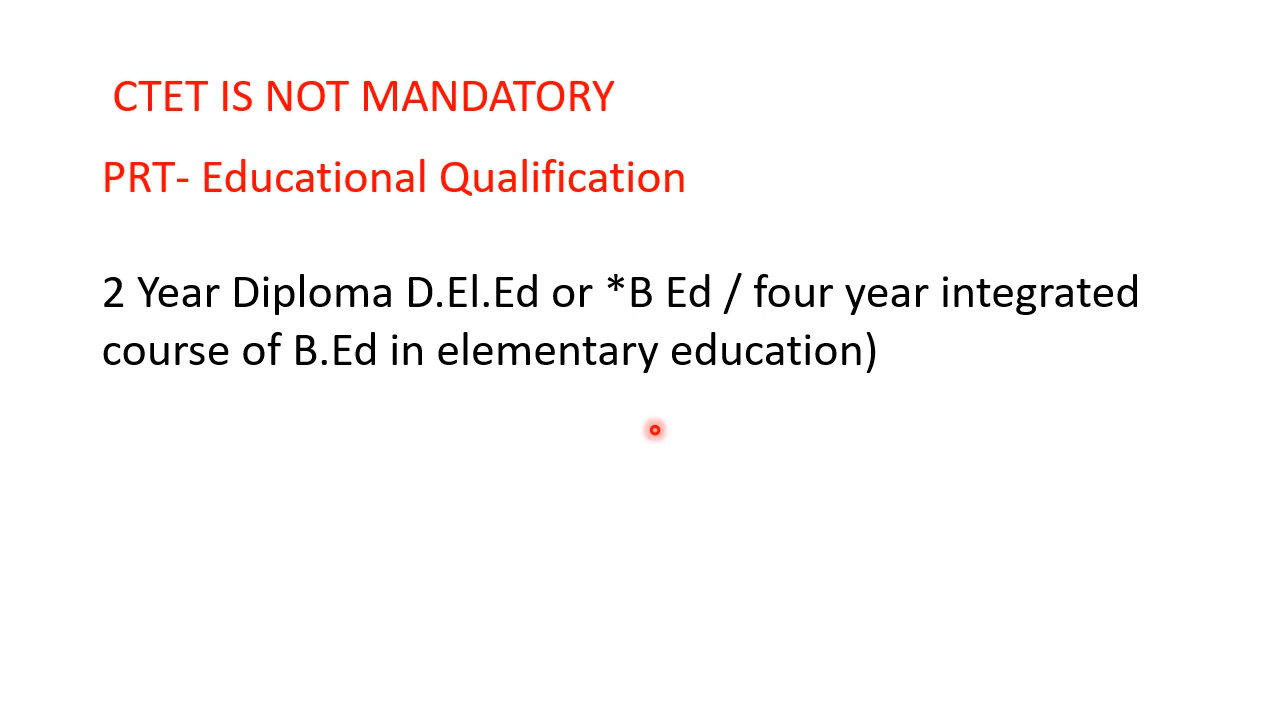 CTET IS NOT MANDATORY
PRT- Educational Qualification
2 Year Diploma D.El.Ed or *B Ed / four year integrated
course of B.Ed in elementary education)